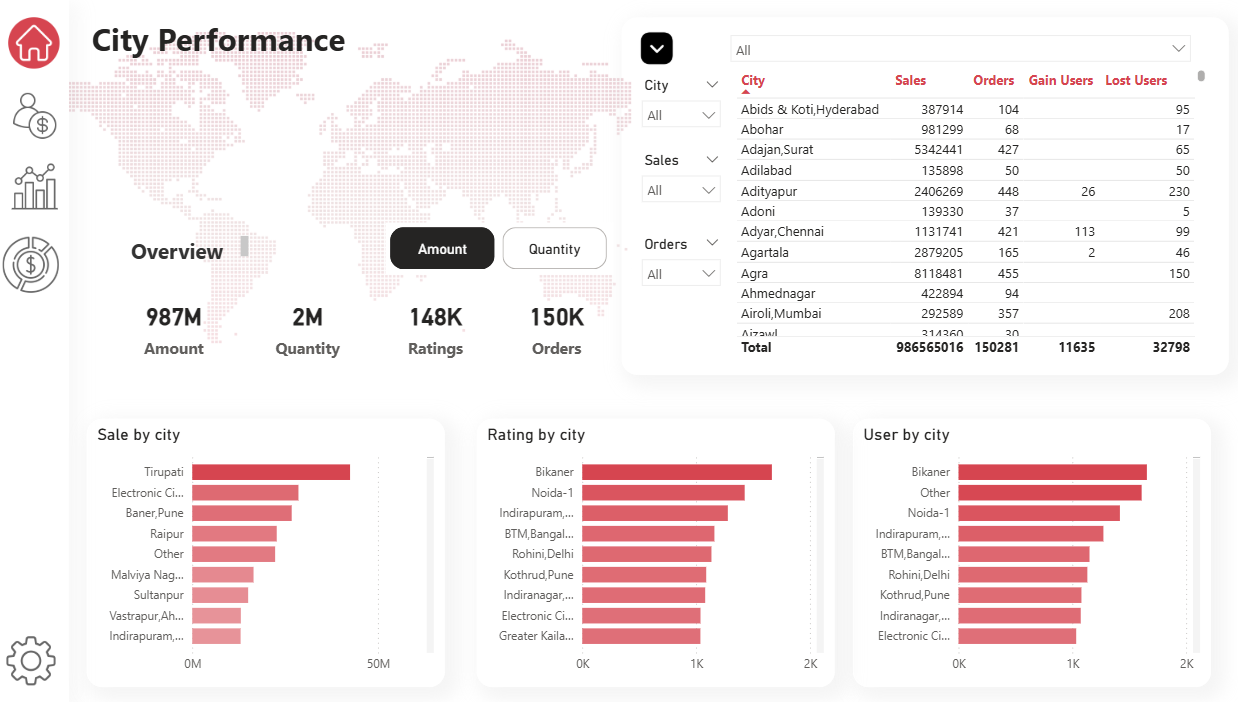 City Performance
Overview
Amount
Quantity
987M
2M
148K
150K
Amount
Quantity
Ratings
Orders
City
All
Sales
All
Orders
All
All
City Sales Orders Gain Users Lost Users
Abids & Koti,Hyderabad 387914 104 95
Abohar 981299 68 17
Adajan,Surat 5342441 427 65
Adilabad 135898 50 50
Adityapur 2406269 448 26 230
Adoni 139330 37 5
Adyar,Chennai 1131741 421 113 99
Agartala 2879205 165 2 46
Agra 8118481 455 150
Ahmednagar 422894 94
Airoli,Mumbai 292589 357 208
Aizawl 314360 30
Total 986565016 150281 11635 32798
Sale by city
Tirupati
Electronic Ci...
Baner,Pune
Raipur
Other
Malviya Nag...
Sultanpur
Vastrapur,Ah...
Indirapuram,...
0M 50M
Rating by city
Bikaner
Noida-1
Indirapuram,...
BTM,Bangal...
Rohini,Delhi
Kothrud,Pune
Indiranagar,...
Electronic Ci...
Greater Kaila...
0K 1K 2K
User by city
Bikaner
Other
Noida-1
Indirapuram,...
BTM,Bangal...
Rohini,Delhi
Kothrud,Pune
Indiranagar,...
Electronic Ci...
0K 1K 2K